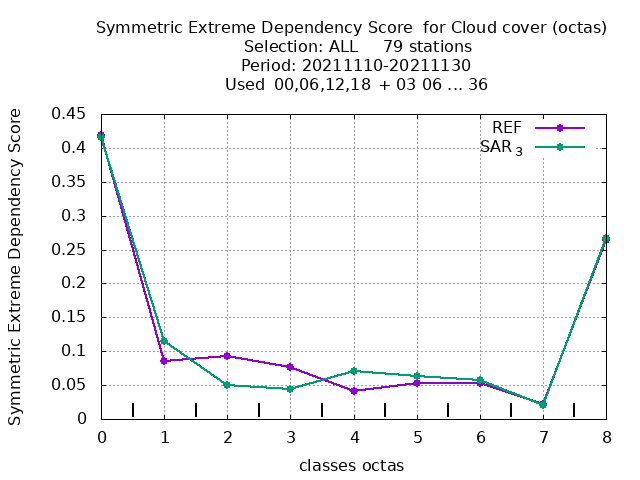 Symmetric Extreme Dependency Score  for Cloud cover (octas)
Selection: ALL     79 stations
Period: 20211110-20211130
Used  00,06,12,18  + 03 06 ... 36
Symmetric Extreme Dependency Score
0.45
0.4
0.35
0.3
0.25
0.2
0.15
0.1
0.05
0
REF
SAR 3
0 1 2 3 4 5 6 7 8
classes octas